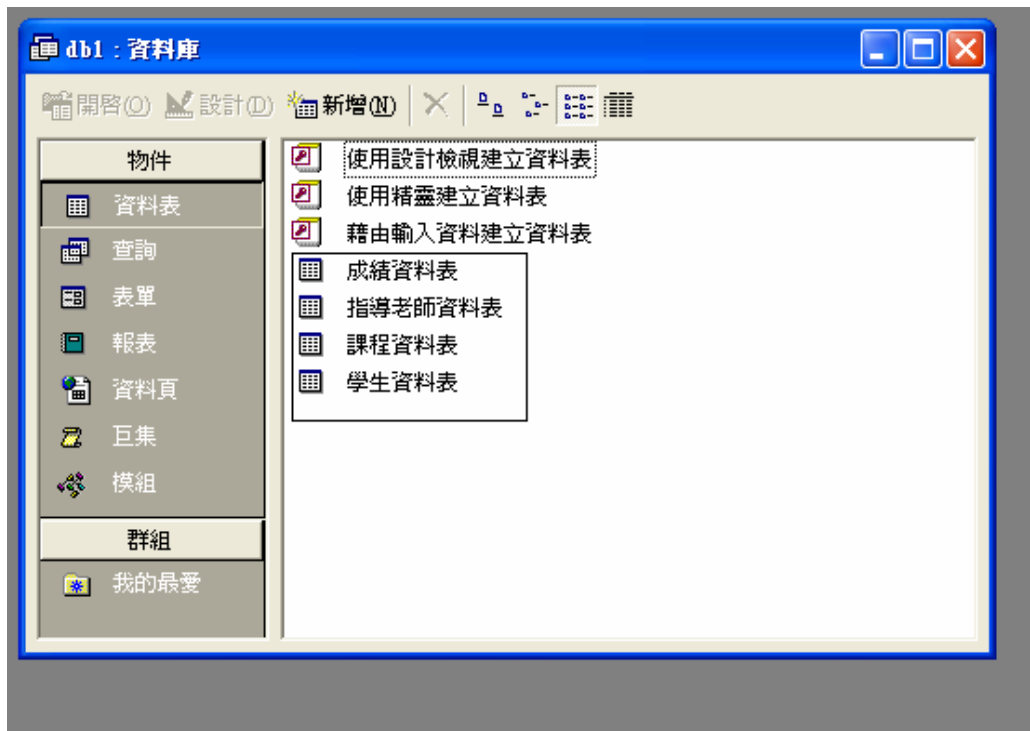 db1 : 資料庫
開啓(O) 設計(D) 新增(N)
物件
資料表
查詢
表單
報表
資料頁
巨集
模組
群組
我的最愛
使用設計檢視建立資料表
使用精靈建立資料表
藉由輸入資料建立資料表
成績資料表
指導老師資料表
課程資料表
學生資料表